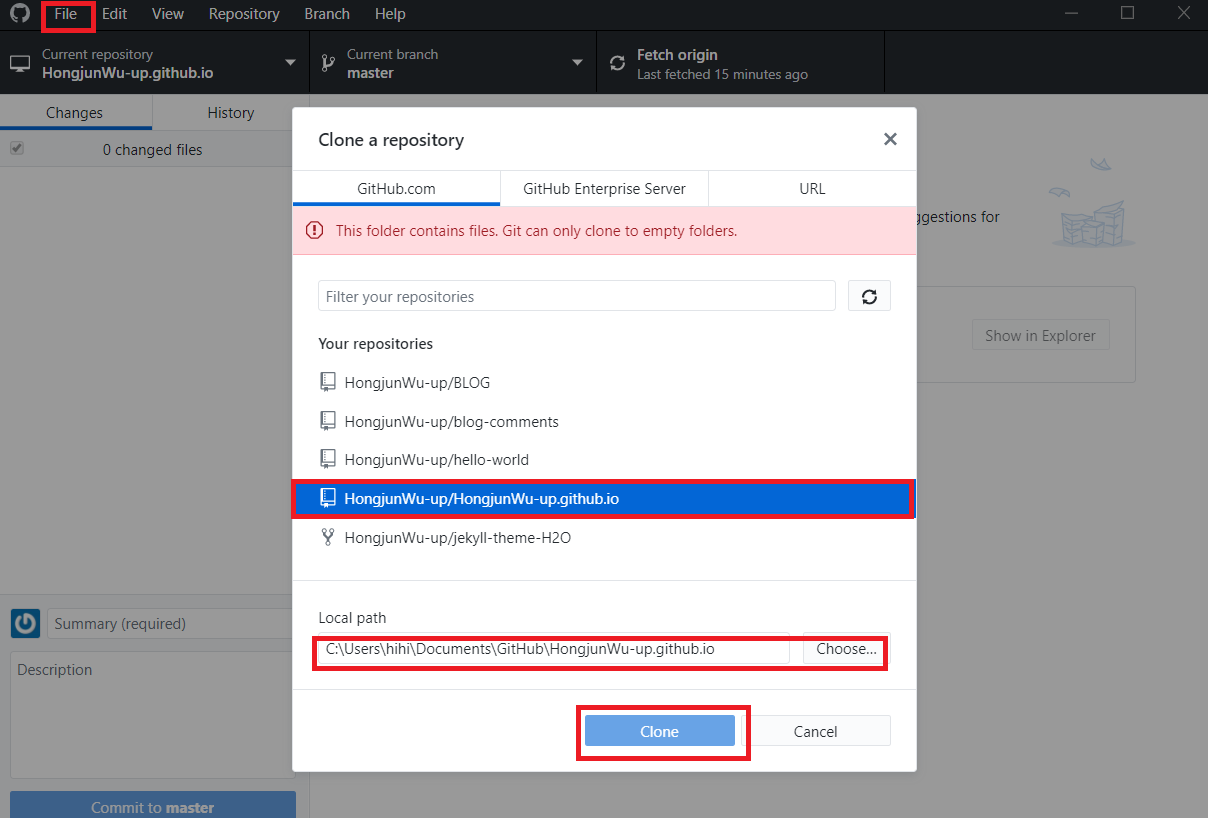 File Edit View Repository Branch Help
Current repository
HongjunWu-up.github.io
Current branch
master
Fetch origin
Last fetched 15 minutes ago
Changes
History
0 changed files
Clone a repository
GitHub.com
GitHub Enterprise Server
URL
This folder contains files. Git can only clone to empty folders.
ggestions for
Filter your repositories
Show in Explorer
Your repositories
HongjunWu-up/BLOG
HongjunWu-up/blog-comments
HongjunWu-up/hello-world
HongjunWu-up/HongjunWu-up.github.io
HongjunWu-up/jekyll-theme-H2O
Local path
C:\Users\hihi\Documents\GitHub\HongjunWu-up.github.io
Choose...
Summary (required)
Description
Clone
Cancel
Commit to master